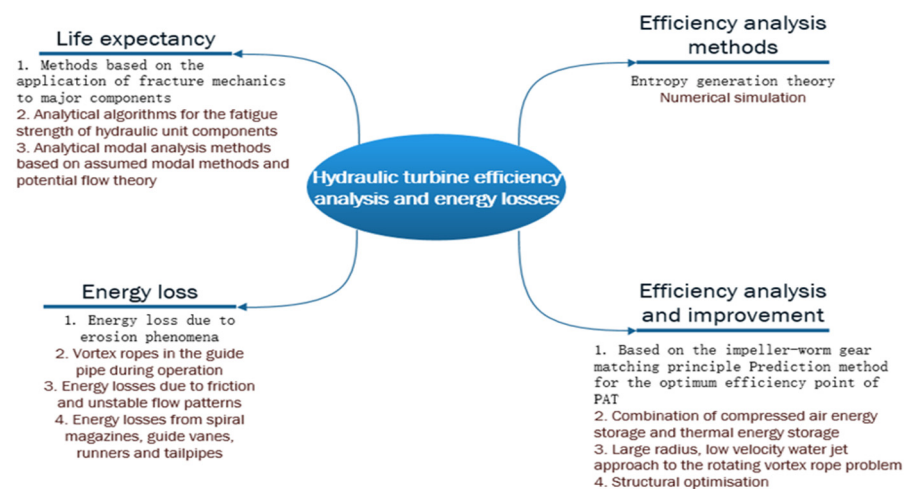 Life expectancy
1. Methods based on the
application of fracture mechanics
to major components
2. Analytical algorithms for the fatigue
strength of hydraulic unit components
3. Analytical modal analysis methods
based on assumed modal methods and
potential flow theory
Efficiency analysis
methods
Entropy generation theory
Numerical simulation
Hydraulic turbine efficiency
analysis and energy losses
Energy loss
1. Energy loss due to
erosion phenomena
2. Vortex ropes in the guide
pipe during operation
3. Energy losses due to friction
and unstable flow patterns
4. Energy losses from spiral
magazines, guide vanes,
runners and tailpipes
Efficiency analysis
and improvement
1. Based on the impeller-worm gear
matching principle Prediction method
for the optimum efficiency point of
PAT
2. Combination of compressed air energy
storage and thermal energy storage
3. Large radius, low velocity water jet
approach to the rotating vortex rope problem
4. Structural optimisation